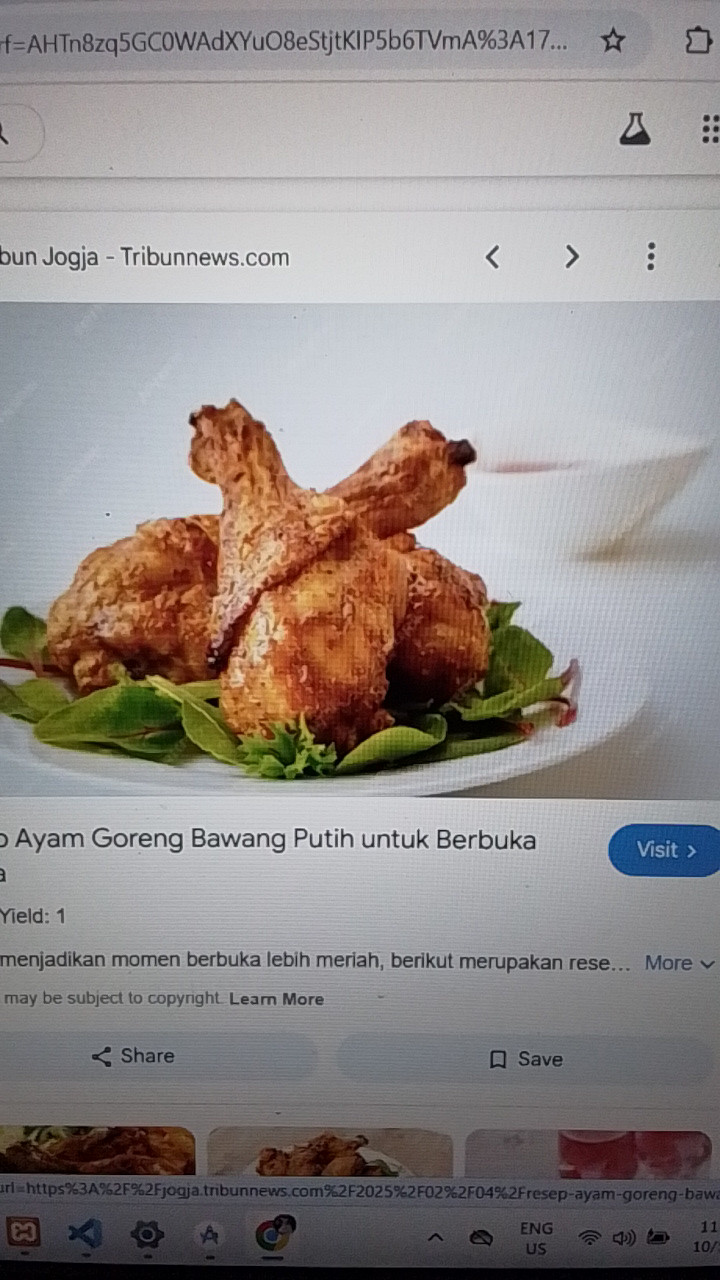 rf=AHTn8zq5GC0WAdXYuO8eStjtKIP5b6TVmA%3A17...
bun Jogja - Tribunnews.com
o Ayam Goreng Bawang Putih untuk Berbuka
a
Visit >
Yield: 1
menjadikan momen berbuka lebih meriah, berikut merupakan rese... More
may be subject to copyright. Learn More
Share
Save
url=https%3A%2F%2Fjogja.tribunnews.com%2F2025%2F02%2F04%2Fresep-ayam-goreng-bawa
ENG
US
11
10/